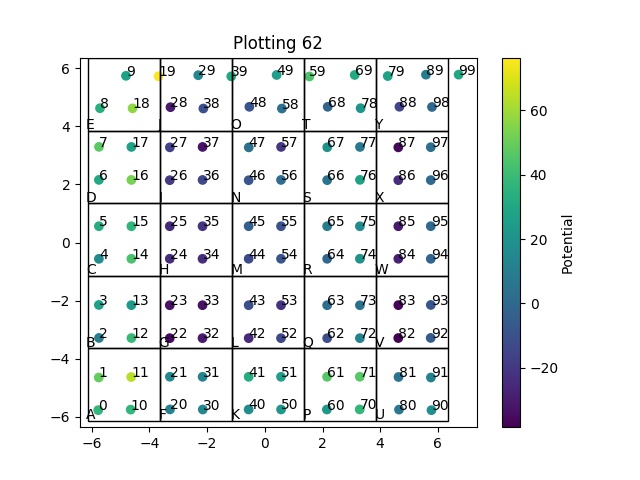 Plotting 62
9 19 29 39 49 59 69 79 89 99
8 18 28 38 48 58 68 78 88 98
E J O T Y
7 17 27 37 47 57 67 77 87 97
6 16 26 36 46 56 66 76 86 96
D I N S X
5 15 25 35 45 55 65 75 85 95
4 14 24 34 44 54 64 74 84 94
C H M R W
3 13 23 33 43 53 63 73 83 93
2 12 22 32 42 52 62 72 82 92
B G L Q V
1 11 21 31 41 51 61 71 81 91
0 10 20 30 40 50 60 70 80 90
A F K P U
6
4
2
0
−2
−4
−6
−6 −4 −2 0 2 4 6
60
40
20
0
−20
Potential